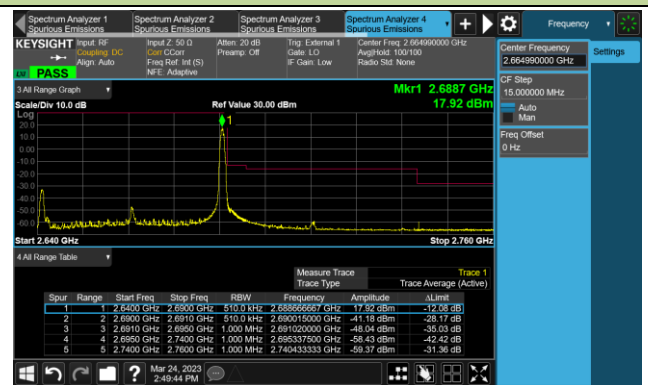 Spectrum Analyzer 1 Spectrum Analyzer 2 Spectrum Analyzer 3 Spectrum Analyzer 4 Frequency
Spurious Emissions Spurious Emissions Spurious Emissions Spurious Emissions
KEYSIGHT Input: RF Input Z: 50 Ω Atten: 20 dB Trig: External 1 Center Freq: 2.664990000 GHz
Coupling: DC Corr CCorr Preamp: Off Gate: LO Avg|Hold: 100/100
Align: Auto Freq Ref: Int (S) IF Gain: Low Radio Std: None
NFE: Adaptive
PASS
Center Frequency Settings
2.664990000 GHz
CF Step
15.000000 MHz
Auto
Man
Freq Offset
0 Hz
3 All Range Graph Mkr1 2.6887 GHz
Scale/Div 10.0 dB Ref Value 30.00 dBm 17.92 dBm
Log
1
20.0
10.0
0.00
-10.0
-20.0
-30.0
-40.0
-50.0
-60.0
Start 2.640 GHz Stop 2.760 GHz
4 All Range Table
Measure Trace Trace 1
Trace Type Trace Average (Active)
Spur Range Start Freq Stop Freq RBW Frequency Amplitude ΔLimit
1 1 2.6400 GHz 2.6900 GHz 510.0 kHz 2.688666667 GHz 17.92 dBm -12.08 dB
2 2 2.6900 GHz 2.6910 GHz 510.0 kHz 2.690015000 GHz -41.18 dBm -28.17 dB
3 3 2.6910 GHz 2.6950 GHz 1.000 MHz 2.691020000 GHz -48.04 dBm -35.03 dB
4 4 2.6950 GHz 2.7400 GHz 1.000 MHz 2.695337500 GHz -58.43 dBm -42.42 dB
5 5 2.7400 GHz 2.7600 GHz 1.000 MHz 2.740433333 GHz -59.37 dBm -31.36 dB
Mar 24, 2023
2:49:44 PM